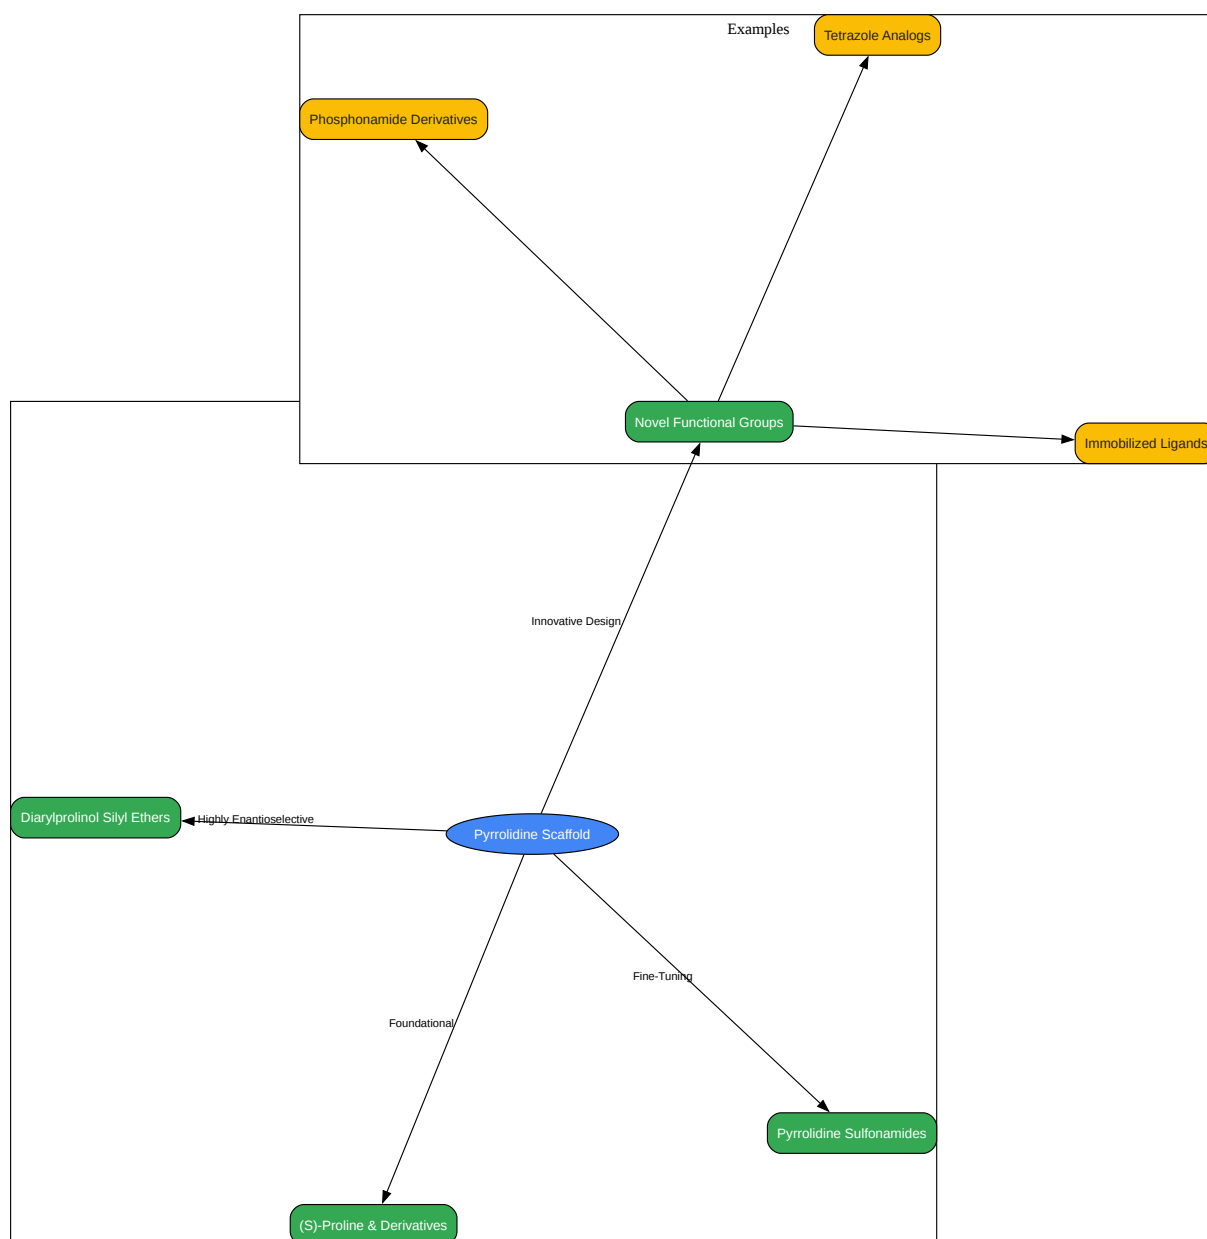 Examples
Tetrazole Analogs
Phosphonamide Derivatives
Novel Functional Groups
Immobilized Ligands
Innovative Design
Diarylprolinol Silyl Ethers
Highly Enantioselective
Pyrrolidine Scaffold
Fine-Tuning
Foundational
Pyrrolidine Sulfonamides
(S)-Proline & Derivatives